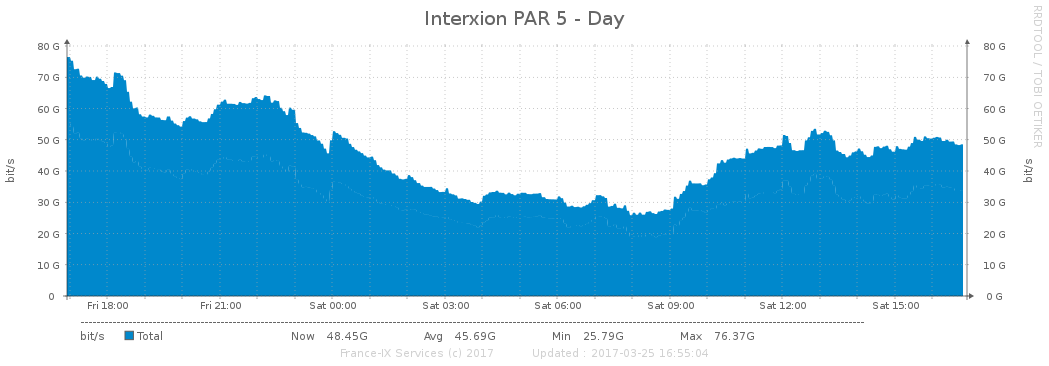 Interxion PAR 5 - Day
RRDTOOL / TOBI OETIKER
bit/s
80 G
70 G
60 G
50 G
40 G
30 G
20 G
10 G
0
80 G
70 G
60 G
50 G
40 G
30 G
20 G
10 G
0 G
bit/s
Fri 18:00 Fri 21:00 Sat 00:00 Sat 03:00 Sat 06:00 Sat 09:00 Sat 12:00 Sat 15:00
bit/s Total Now 48.45G Avg 45.69G Min 25.79G Max 76.37G
France-IX Services (c) 2017 Updated : 2017-03-25 16:55:04